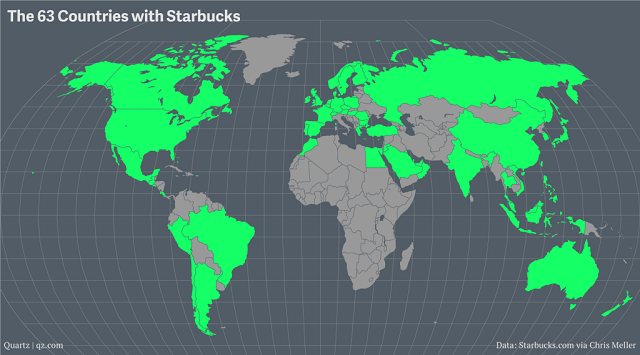 The 63 Countries with Starbucks
Quartz | qz.com
Data: Starbucks.com via Chris Meller